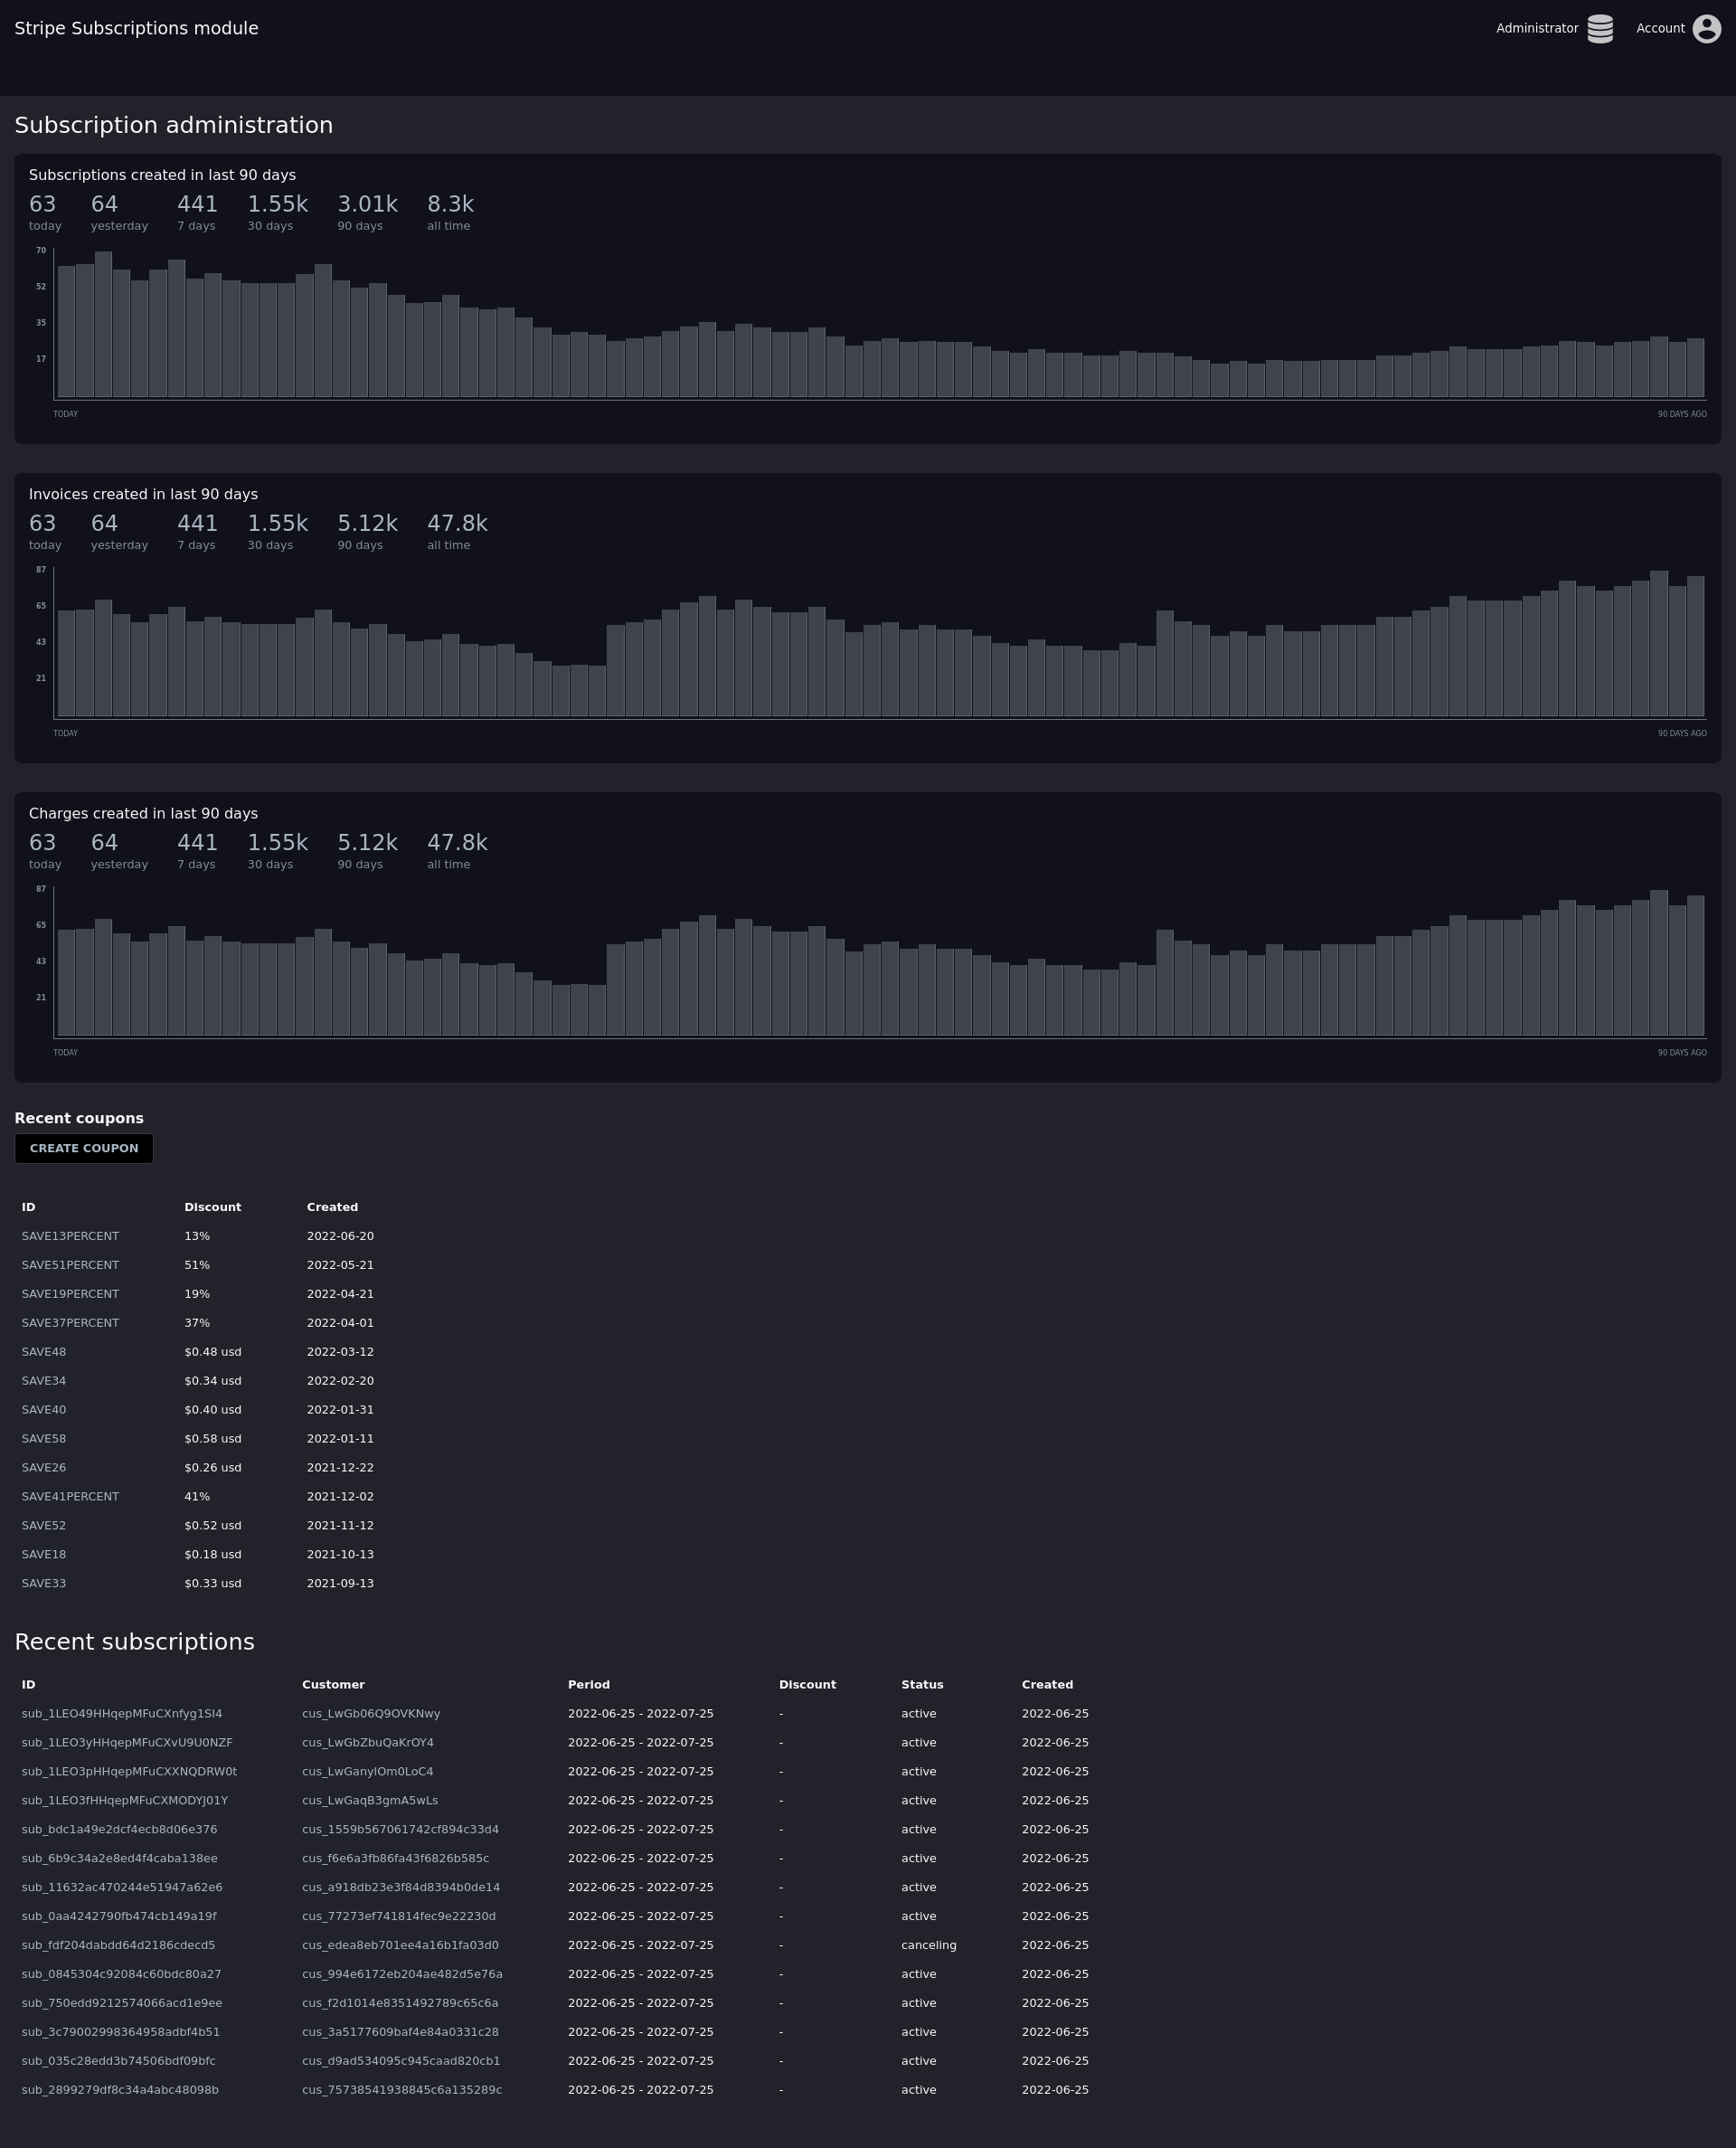 Stripe Subscriptions module
Administrator
Account
Subscription administration
Subscriptions created in last 90 days
63 64 441 1.55k 3.01k 8.3k
today yesterday 7 days 30 days 90 days all time
70
52
35
17
TODAY 90 DAYS AGO
Invoices created in last 90 days
63 64 441 1.55k 5.12k 47.8k
today yesterday 7 days 30 days 90 days all time
87
65
43
21
TODAY 90 DAYS AGO
Charges created in last 90 days
63 64 441 1.55k 5.12k 47.8k
today yesterday 7 days 30 days 90 days all time
87
65
43
21
TODAY 90 DAYS AGO
Recent coupons
CREATE COUPON
ID Discount Created
SAVE13PERCENT 13% 2022-06-20
SAVE51PERCENT 51% 2022-05-21
SAVE19PERCENT 19% 2022-04-21
SAVE37PERCENT 37% 2022-04-01
SAVE48 $0.48 usd 2022-03-12
SAVE34 $0.34 usd 2022-02-20
SAVE40 $0.40 usd 2022-01-31
SAVE58 $0.58 usd 2022-01-11
SAVE26 $0.26 usd 2021-12-22
SAVE41PERCENT 41% 2021-12-02
SAVE52 $0.52 usd 2021-11-12
SAVE18 $0.18 usd 2021-10-13
SAVE33 $0.33 usd 2021-09-13
Recent subscriptions
ID Customer Period Discount Status Created
sub_1LEO49HHqepMFuCXnfyg1SI4 cus_LwGb06Q9OVKNwy 2022-06-25 - 2022-07-25 - active 2022-06-25
sub_1LEO3yHHqepMFuCXvU9U0NZF cus_LwGbZbuQaKrOY4 2022-06-25 - 2022-07-25 - active 2022-06-25
sub_1LEO3pHHqepMFuCXXNQDRW0t cus_LwGanylOm0LoC4 2022-06-25 - 2022-07-25 - active 2022-06-25
sub_1LEO3fHHqepMFuCXMODYJ01Y cus_LwGaqB3gmA5wLs 2022-06-25 - 2022-07-25 - active 2022-06-25
sub_bdc1a49e2dcf4ecb8d06e376 cus_1559b567061742cf894c33d4 2022-06-25 - 2022-07-25 - active 2022-06-25
sub_6b9c34a2e8ed4f4caba138ee cus_f6e6a3fb86fa43f6826b585c 2022-06-25 - 2022-07-25 - active 2022-06-25
sub_11632ac470244e51947a62e6 cus_a918db23e3f84d8394b0de14 2022-06-25 - 2022-07-25 - active 2022-06-25
sub_0aa4242790fb474cb149a19f cus_77273ef741814fec9e22230d 2022-06-25 - 2022-07-25 - active 2022-06-25
sub_fdf204dabdd64d2186cdecd5 cus_edea8eb701ee4a16b1fa03d0 2022-06-25 - 2022-07-25 - canceling 2022-06-25
sub_0845304c92084c60bdc80a27 cus_994e6172eb204ae482d5e76a 2022-06-25 - 2022-07-25 - active 2022-06-25
sub_750edd9212574066acd1e9ee cus_f2d1014e8351492789c65c6a 2022-06-25 - 2022-07-25 - active 2022-06-25
sub_3c79002998364958adbf4b51 cus_3a5177609baf4e84a0331c28 2022-06-25 - 2022-07-25 - active 2022-06-25
sub_035c28edd3b74506bdf09bfc cus_d9ad534095c945caad820cb1 2022-06-25 - 2022-07-25 - active 2022-06-25
sub_2899279df8c34a4abc48098b cus_75738541938845c6a135289c 2022-06-25 - 2022-07-25 - active 2022-06-25